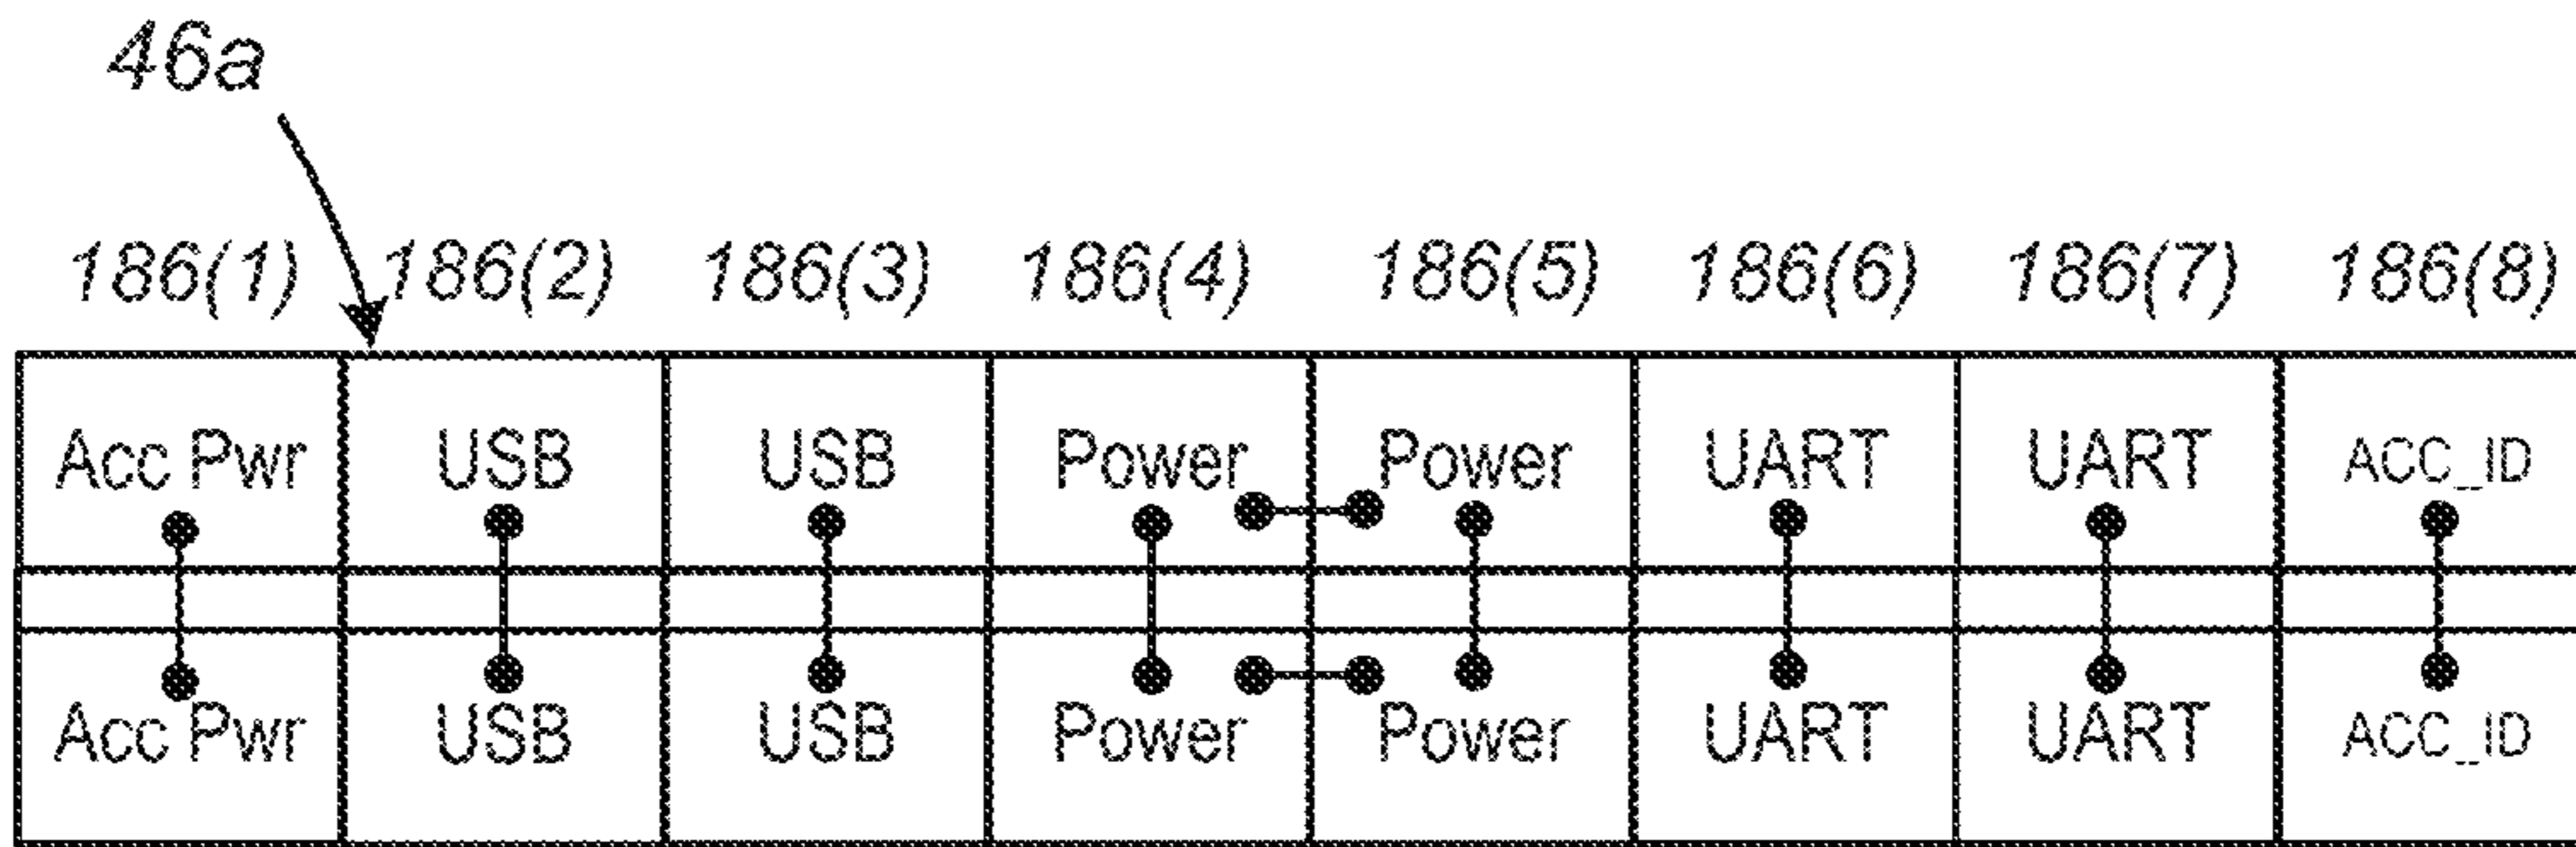 46a
186(1) 186(2) 186(3) 186(4) 186(5) 186(6) 186(7) 186(8)
Acc Pwr USB USB Power Power UART UART ACC_ID
Acc Pwr USB USB Power Power UART UART ACC_ID